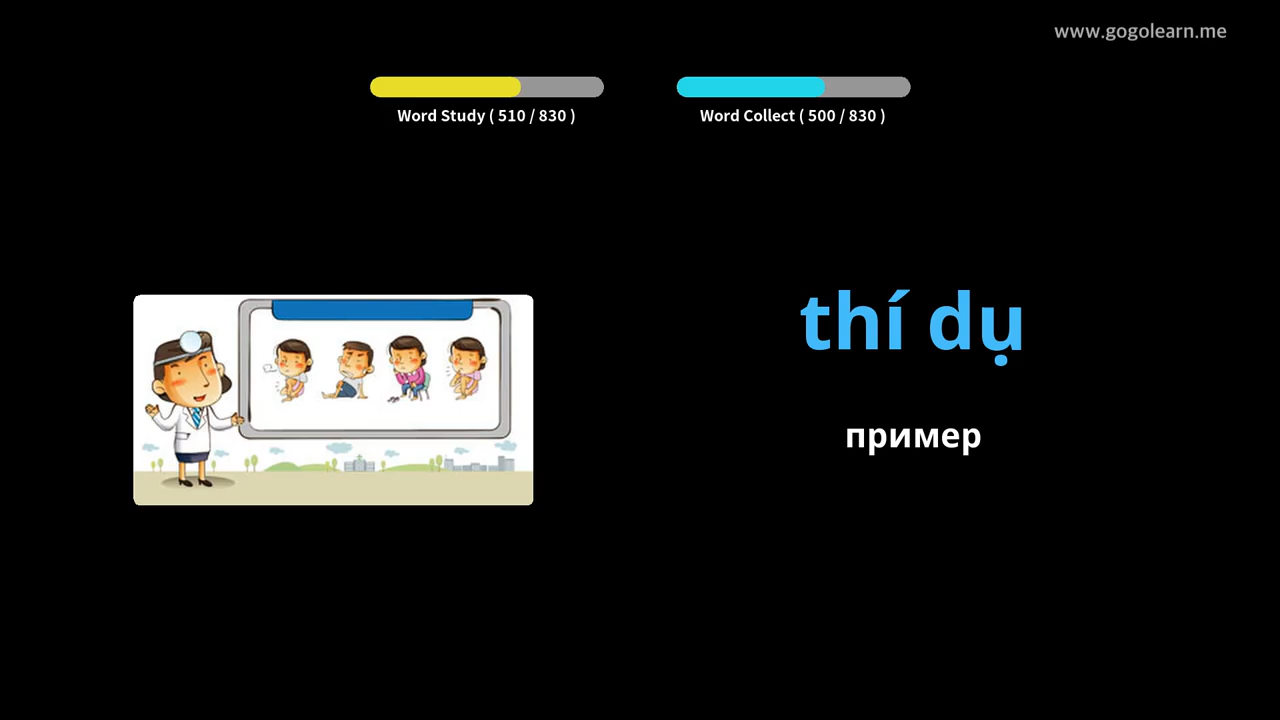 www.gogolearn.me
Word Study ( 510 / 830 )
Word Collect ( 500 / 830 )
thí dụ
пример